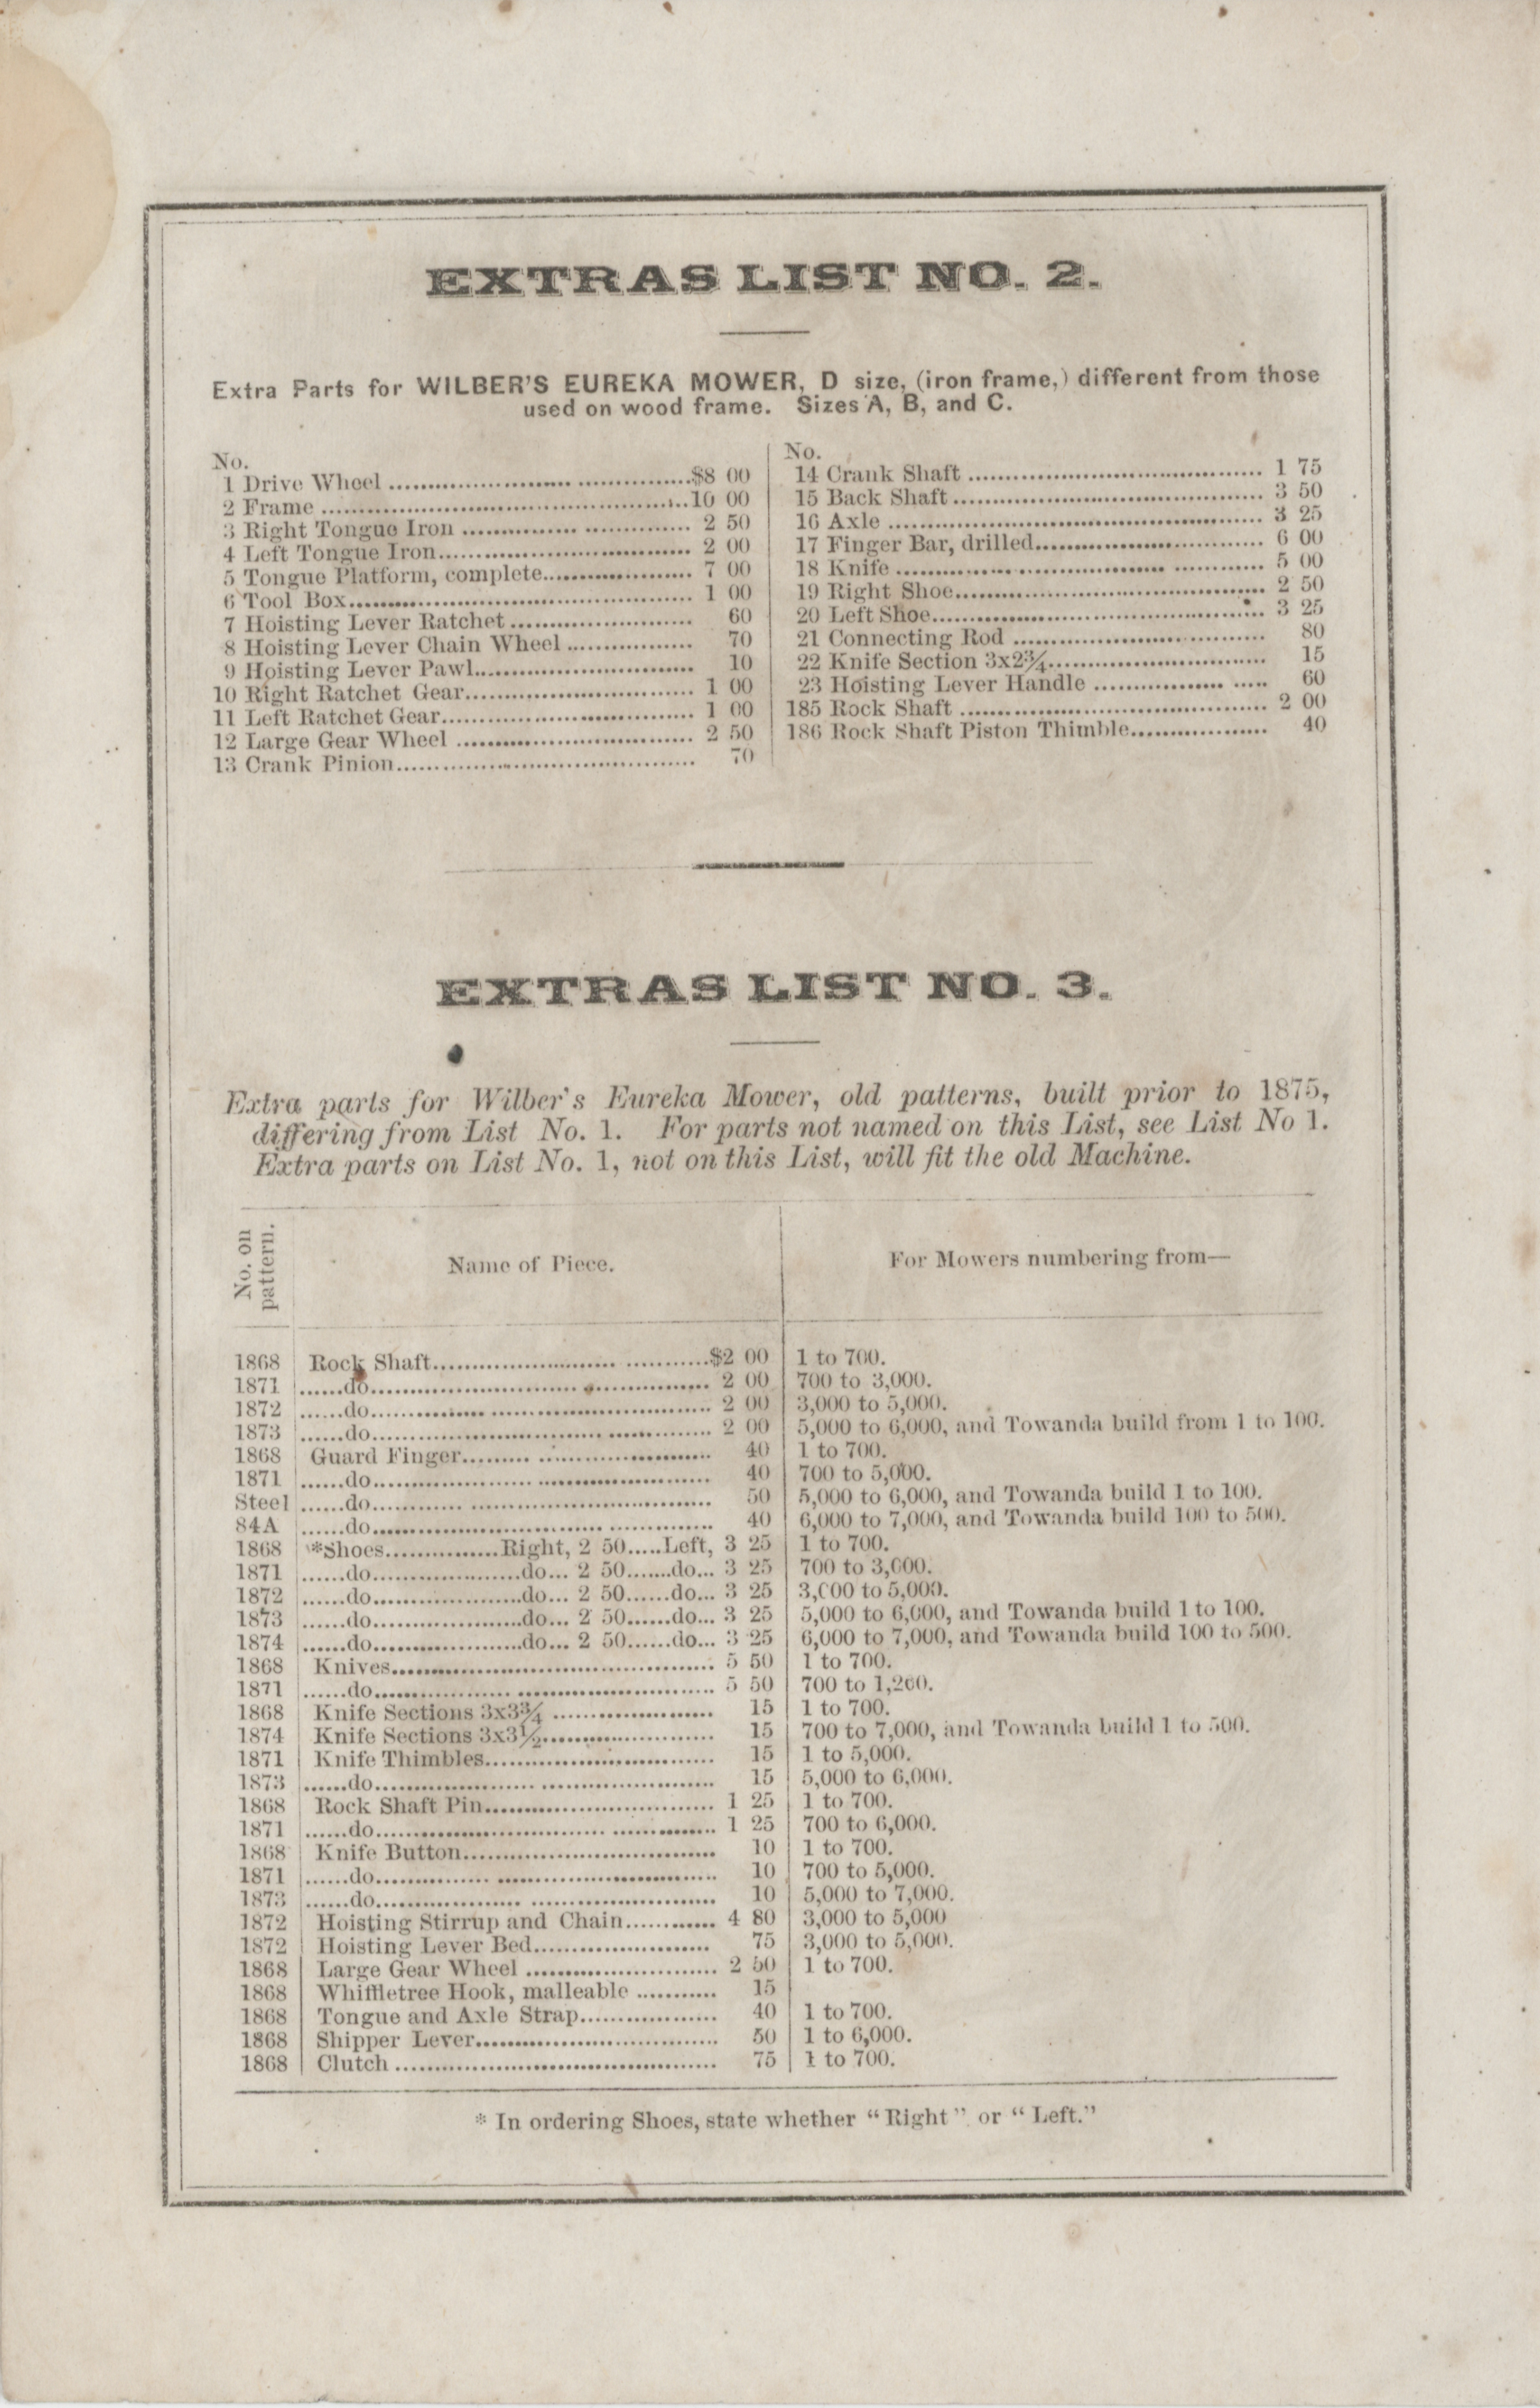 EXTRAS LIST NO. 2.
Extra Parts for WILBER'S EUREKA MOWER, D size, (iron frame,) different from those
used on wood frame. Sizes A, B, and C.
No.
1 Drive Wheel ........ $8 00
2 Frame ........ 10 00
3 Right Tongue Iron ........ 2 50
4 Left Tongue Iron ........ 2 00
5 Tongue Platform, complete ........ 7 00
6 Tool Box ........ 1 00
7 Hoisting Lever Ratchet ........ 60
8 Hoisting Lever Chain Wheel ........ 70
9 Hoisting Lever Pawl ........ 10
10 Right Ratchet Gear ........ 1 00
11 Left Ratchet Gear ........ 1 00
12 Large Gear Wheel ........ 2 50
13 Crank Pinion ........ 70
No.
14 Crank Shaft ........ 1 75
15 Back Shaft ........ 3 50
16 Axle ........ 3 25
17 Finger Bar, drilled ........ 6 00
18 Knife ........ 5 00
19 Right Shoe ........ 2 50
20 Left Shoe ........ 3 25
21 Connecting Rod ........ 80
22 Knife Section 3x2¾ ........ 15
23 Hoisting Lever Handle ........ 60
185 Rock Shaft ........ 2 00
186 Rock Shaft Piston Thimble ........ 40
EXTRAS LIST NO. 3.
Extra parts for Wilber's Eureka Mower, old patterns, built prior to 1875,
differing from List No. 1. For parts not named on this List, see List No 1.
Extra parts on List No. 1, not on this List, will fit the old Machine.
No. on pattern. Name of Piece. For Mowers numbering from—
1868 Rock Shaft ........ $2 00 1 to 700.
1871 ......do ........ 2 00 700 to 3,000.
1872 ......do ........ 2 00 3,000 to 5,000.
1873 ......do ........ 2 00 5,000 to 6,000, and Towanda build from 1 to 100.
1868 Guard Finger ........ 40 1 to 700.
1871 ......do ........ 40 700 to 5,000.
Steel ......do ........ 50 5,000 to 6,000, and Towanda build 1 to 100.
84A ......do ........ 40 6,000 to 7,000, and Towanda build 100 to 500.
1868 *Shoes ........ Right, 2 50.....Left, 3 25 1 to 700.
1871 ......do ........ do... 2 50.......do... 3 25 700 to 3,000.
1872 ......do ........ do... 2 50......do... 3 25 3,000 to 5,000.
1873 ......do ........ do... 2 50......do... 3 25 5,000 to 6,000, and Towanda build 1 to 100.
1874 ......do ........ do... 2 50......do... 3 25 6,000 to 7,000, and Towanda build 100 to 500.
1868 Knives ........ 5 50 1 to 700.
1871 ......do ........ 5 50 700 to 1,200.
1868 Knife Sections 3x3¾ ........ 15 1 to 700.
1874 Knife Sections 3x3½ ........ 15 700 to 7,000, and Towanda build 1 to 500.
1871 Knife Thimbles ........ 15 1 to 5,000.
1873 ......do ........ 15 5,000 to 6,000.
1868 Rock Shaft Pin ........ 1 25 1 to 700.
1871 ......do ........ 1 25 700 to 6,000.
1868 Knife Button ........ 10 1 to 700.
1871 ......do ........ 10 700 to 5,000.
1873 ......do ........ 10 5,000 to 7,000.
1872 Hoisting Stirrup and Chain ........ 4 80 3,000 to 5,000
1872 Hoisting Lever Bed ........ 75 3,000 to 5,000.
1868 Large Gear Wheel ........ 2 50 1 to 700.
1868 Whiffletree Hook, malleable ........ 15
1868 Tongue and Axle Strap ........ 40 1 to 700.
1868 Shipper Lever ........ 50 1 to 6,000.
1868 Clutch ........ 75 1 to 700.
* In ordering Shoes, state whether “Right” or “Left.”